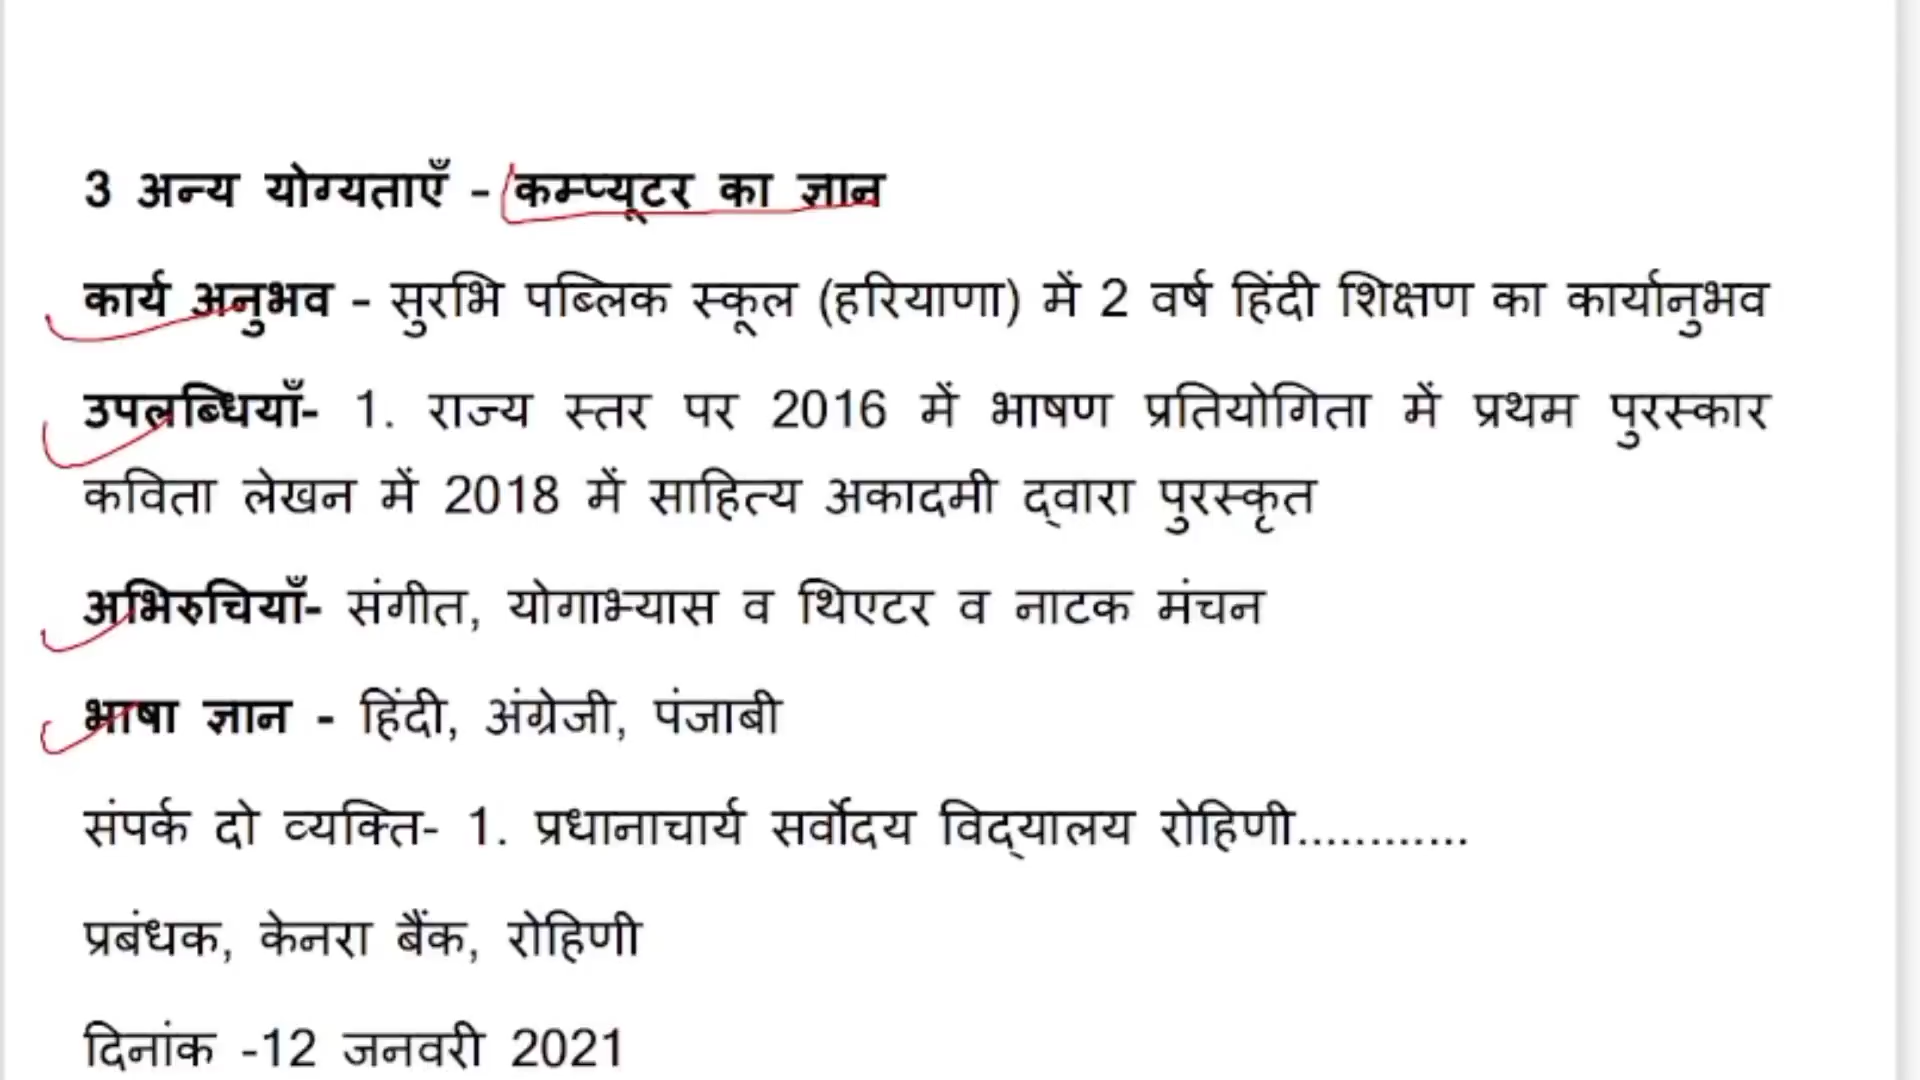 3 अन्य योग्यताएँ - कम्प्यूटर का ज्ञान
कार्य अनुभव - सुरभि पब्लिक स्कूल (हरियाणा) में 2 वर्ष हिंदी शिक्षण का कार्यानुभव
उपलब्धियाँ- 1. राज्य स्तर पर 2016 में भाषण प्रतियोगिता में प्रथम पुरस्कार
कविता लेखन में 2018 में साहित्य अकादमी द्वारा पुरस्कृत
अभिरुचियाँ- संगीत, योगाभ्यास व थिएटर व नाटक मंचन
भाषा ज्ञान - हिंदी, अंग्रेजी, पंजाबी
संपर्क दो व्यक्ति- 1. प्रधानाचार्य सर्वोदय विद्यालय रोहिणी............
प्रबंधक, केनरा बैंक, रोहिणी
दिनांक -12 जनवरी 2021